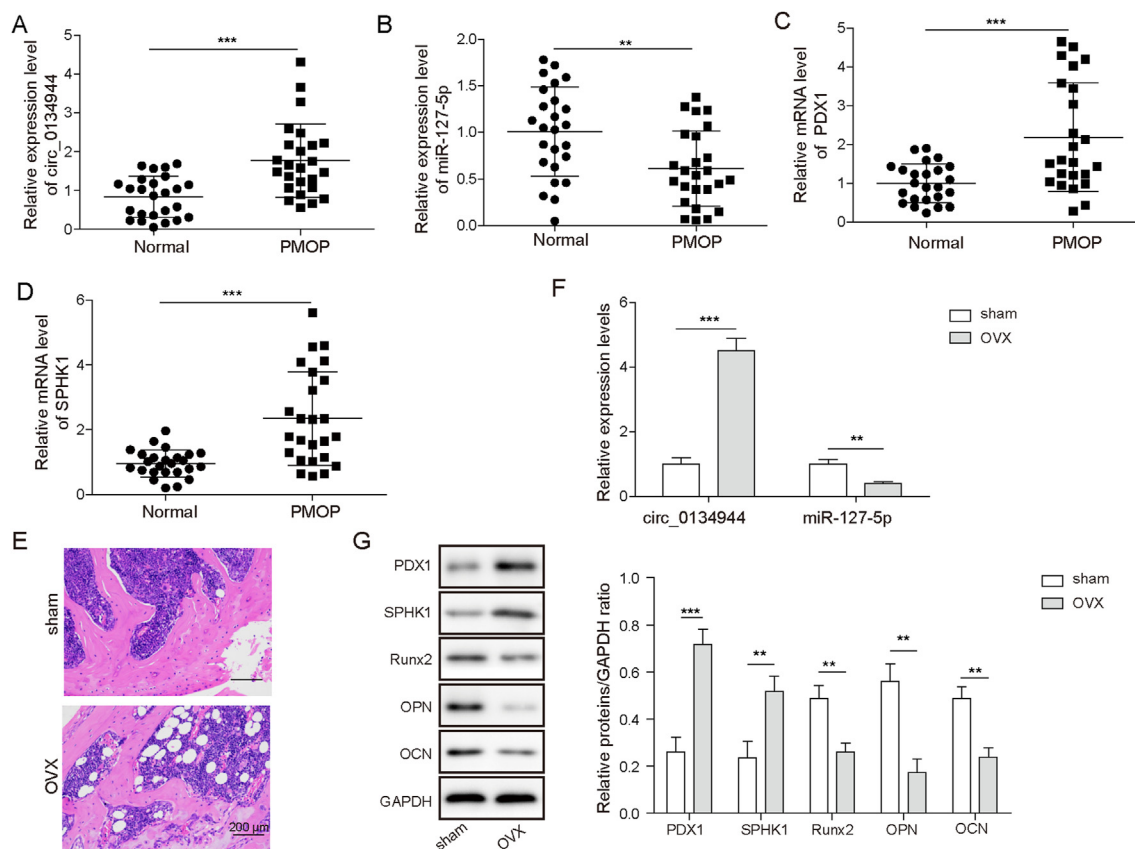 A
Relative expression level
of circ_0134944
5
4
3
2
1
0
***
Normal
PMOP
B
Relative expression level
of miR-127-5p
2.0
1.5
1.0
0.5
0.0
**
Normal
PMOP
C
Relative mRNA level
of PDX1
5
4
3
2
1
0
***
Normal
PMOP
D
Relative mRNA level
of SPHK1
6
4
2
0
***
Normal
PMOP
F
Relative expression levels
6
4
2
0
***
**
circ_0134944
miR-127-5p
sham
OVX
E
sham
OVX
200 μm
G
PDX1
SPHK1
Runx2
OPN
OCN
GAPDH
sham
OVX
Relative proteins/GAPDH ratio
1.0
0.8
0.6
0.4
0.2
0.0
***
**
**
**
**
PDX1
SPHK1
Runx2
OPN
OCN
sham
OVX